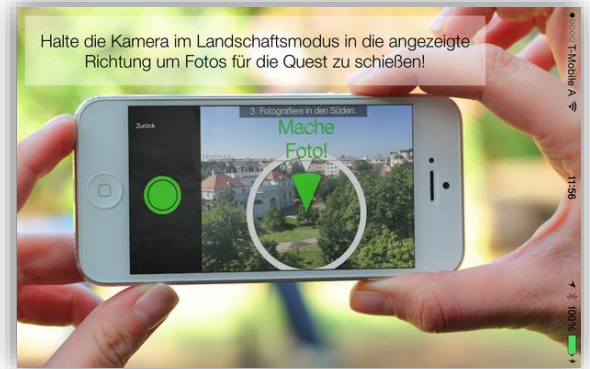 Halte die Kamera im Landschaftsmodus in die angezeigte
Richtung um Fotos für die Quest zu schießen!
T-Mobile A
11:56
100%
3. Fotografiere in den Süden.
Zurück
Mache
Foto!